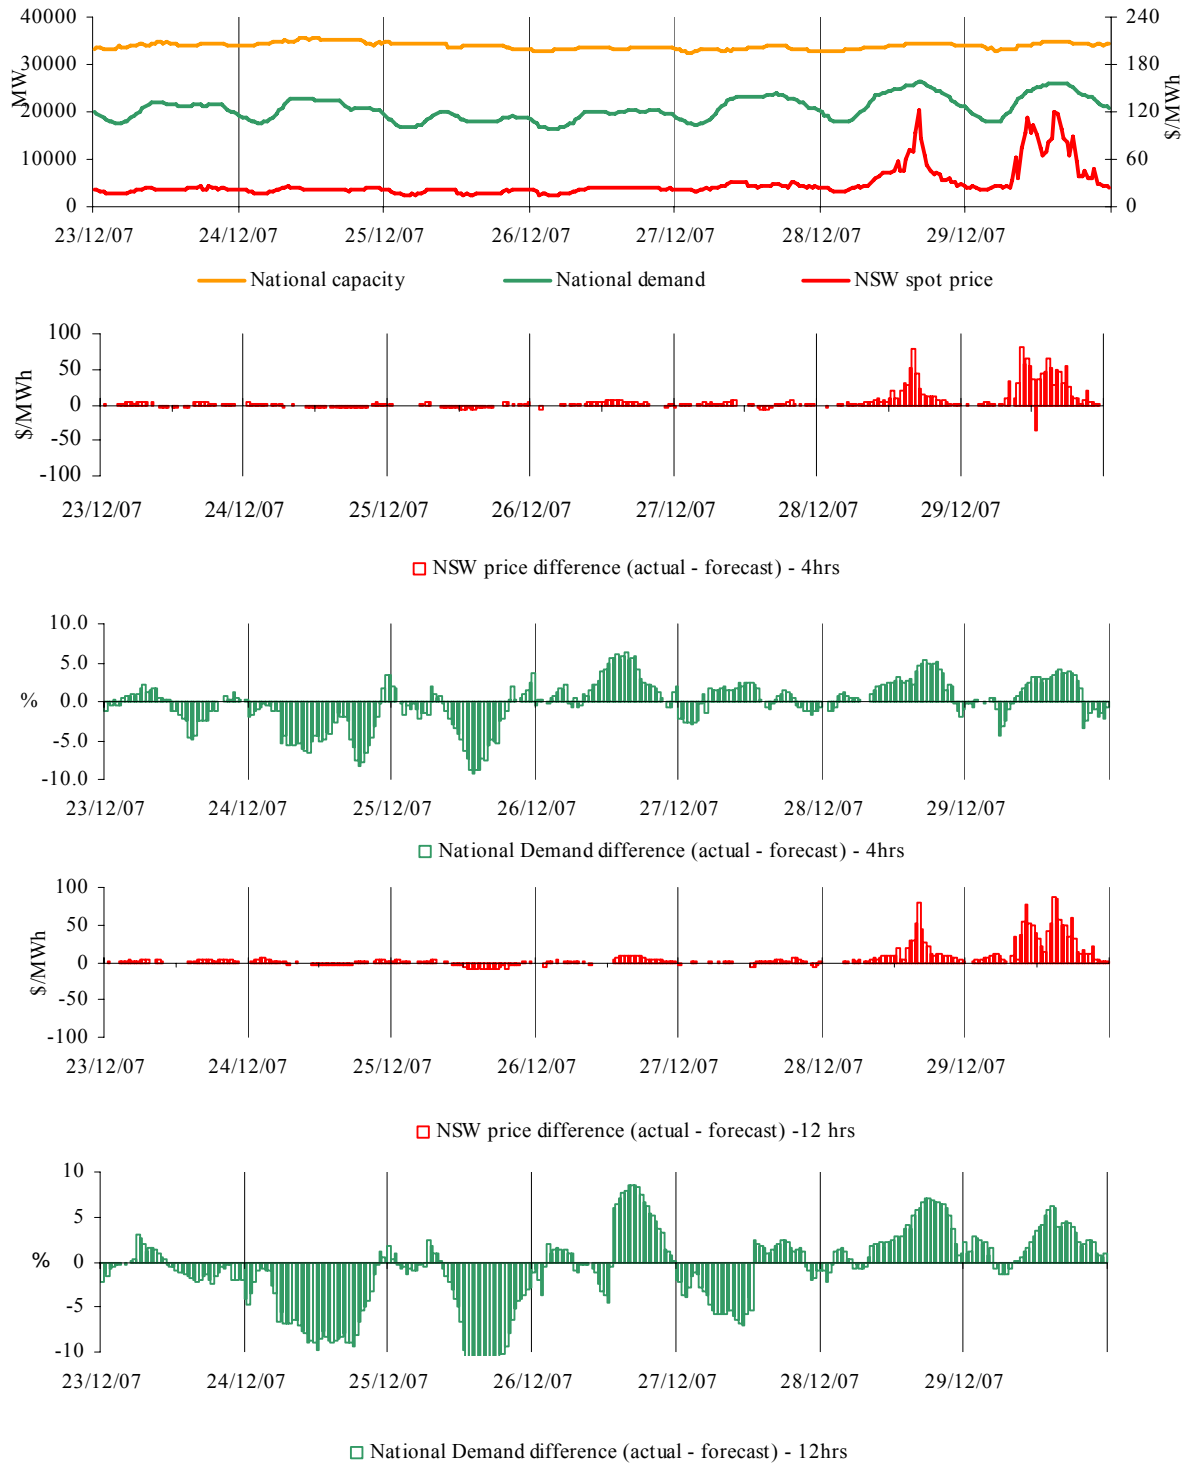 40000 240
30000 180
20000 120
10000 60
0 0
MW
$/MWh
23/12/07 24/12/07 25/12/07 26/12/07 27/12/07 28/12/07 29/12/07
National capacity National demand NSW spot price
100
50
0
-50
-100
$/MWh
23/12/07 24/12/07 25/12/07 26/12/07 27/12/07 28/12/07 29/12/07
NSW price difference (actual - forecast) - 4hrs
10.0
5.0
0.0
-5.0
-10.0
%
23/12/07 24/12/07 25/12/07 26/12/07 27/12/07 28/12/07 29/12/07
National Demand difference (actual - forecast) - 4hrs
100
50
0
-50
-100
$/MWh
23/12/07 24/12/07 25/12/07 26/12/07 27/12/07 28/12/07 29/12/07
NSW price difference (actual - forecast) -12 hrs
10
5
0
-5
-10
%
23/12/07 24/12/07 25/12/07 26/12/07 27/12/07 28/12/07 29/12/07
National Demand difference (actual - forecast) - 12hrs